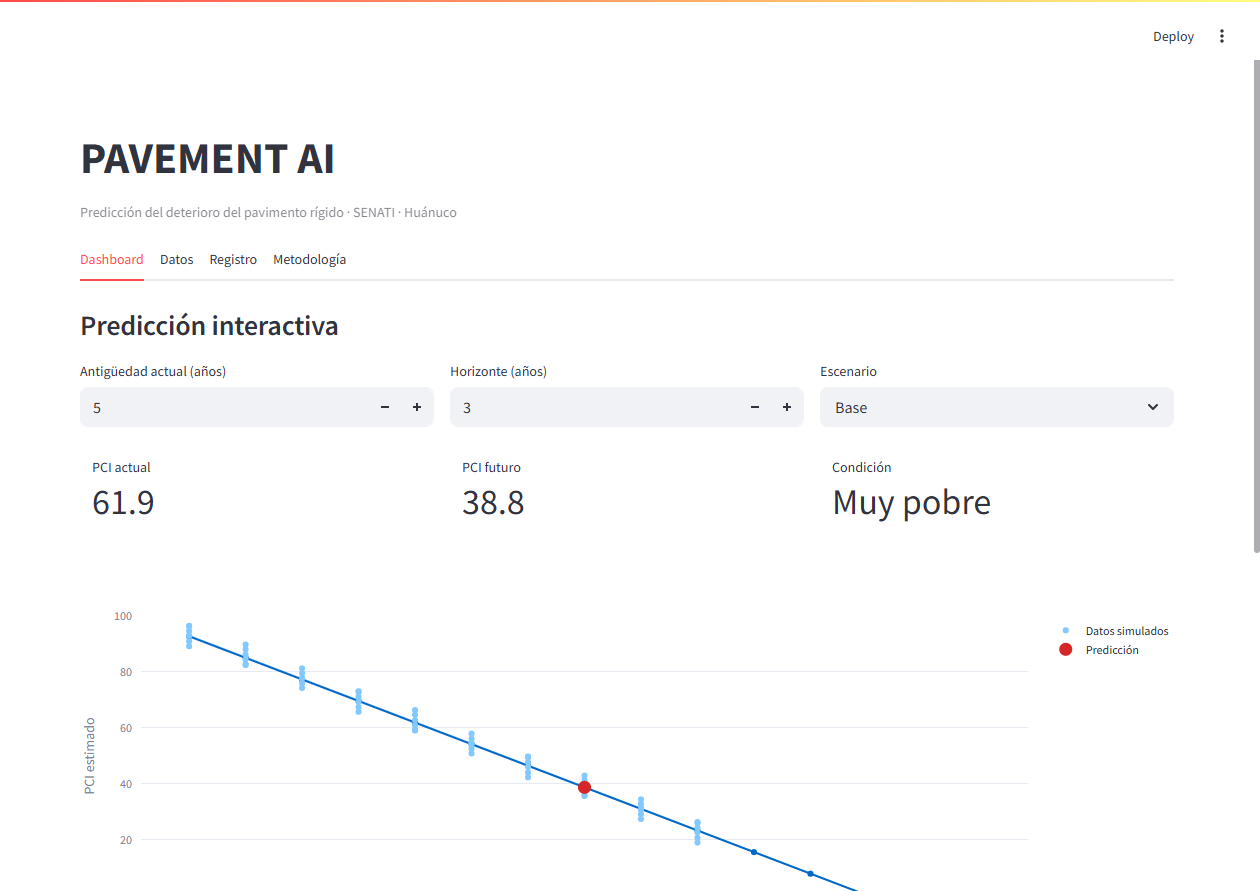 Deploy
PAVEMENT AI
Predicción del deterioro del pavimento rígido · SENATI · Huánuco
Dashboard Datos Registro Metodología
Predicción interactiva
Antigüedad actual (años) Horizonte (años) Escenario
5 3 Base
PCI actual PCI futuro Condición
61.9 38.8 Muy pobre
100
80
60
40
20
PCI estimado
Datos simulados
Predicción